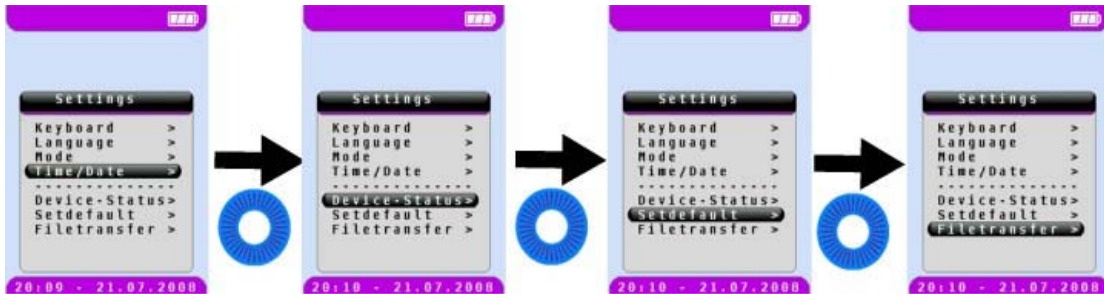 Settings
Keyboard >
Language >
Mode >
Time/Date >
---------------
Device-Status>
Setdefault >
Filetransfer >
20:09 - 21.07.2008
Settings
Keyboard >
Language >
Mode >
Time/Date >
---------------
Device-Status>
Setdefault >
Filetransfer >
20:10 - 21.07.2008
Settings
Keyboard >
Language >
Mode >
Time/Date >
---------------
Device-Status>
Setdefault >
Filetransfer >
20:10 - 21.07.2008
Settings
Keyboard >
Language >
Mode >
Time/Date >
---------------
Device-Status>
Setdefault >
Filetransfer >
20:10 - 21.07.2008